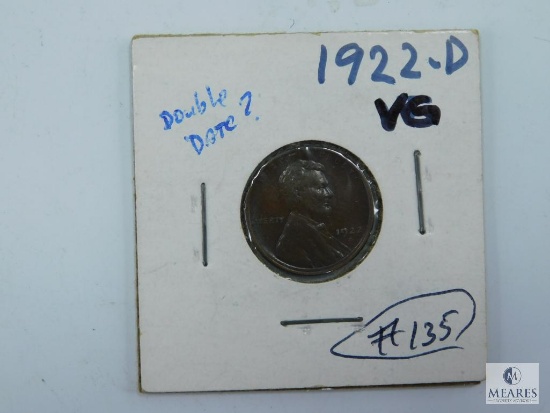 1922-D
VG
Double
Date?
LIBERTY
1922
#135
M
MEARES